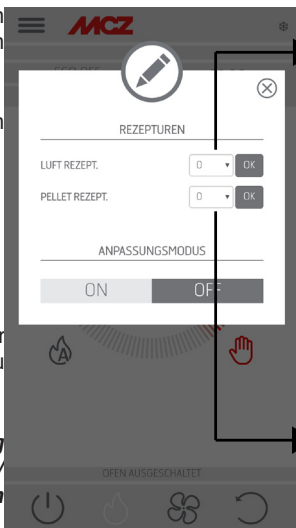 MCZ
REZEPTUREN
LUFT REZEPT. 0 OK
PELLET REZEPT. 0 OK
ANPASSUNGSMODUS
ON OFF
A
OFEN AUSGESCHALTET